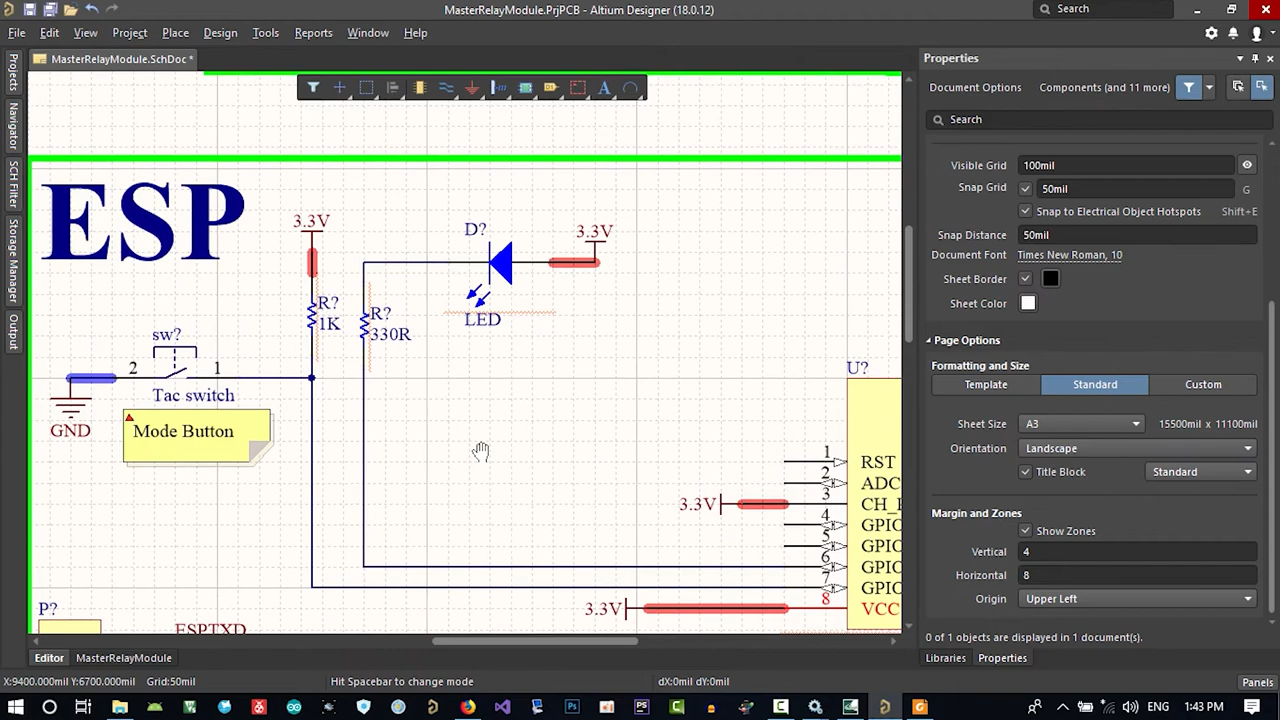 MasterRelayModule.PrjPCB - Altium Designer (18.0.12)
Search
File Edit View Project Place Design Tools Reports Window Help
Projects
Navigator
SCH Filter
Storage Manager
Output
MasterRelayModule.SchDoc *
ESP
3.3V
D?
3.3V
R?
1K
R?
330R
LED
sw?
2
1
Tac switch
GND
Mode Button
U?
1
RST
2
ADC
3.3V
3
4
GPIO
5
6
7
3.3V
8
VCC
P?
ESPTXD
Editor MasterRelayModule
X:9400.000mil Y:6700.000mil Grid:50mil
Hit Spacebar to change mode
dX:0mil dY:0mil
Properties
Document Options Components (and 11 more)
Search
Visible Grid 100mil
Snap Grid 50mil G
Snap to Electrical Object Hotspots Shift+E
Snap Distance 50mil
Document Font Times New Roman, 10
Sheet Border
Sheet Color
Page Options
Formatting and Size
Template Standard Custom
Sheet Size A3 15500mil x 11100mil
Orientation Landscape
Title Block Standard
Margin and Zones
Show Zones
Vertical 4
Horizontal 8
Origin Upper Left
0 of 1 objects are displayed in 1 document(s).
Libraries Properties
Panels
ENG 1:43 PM